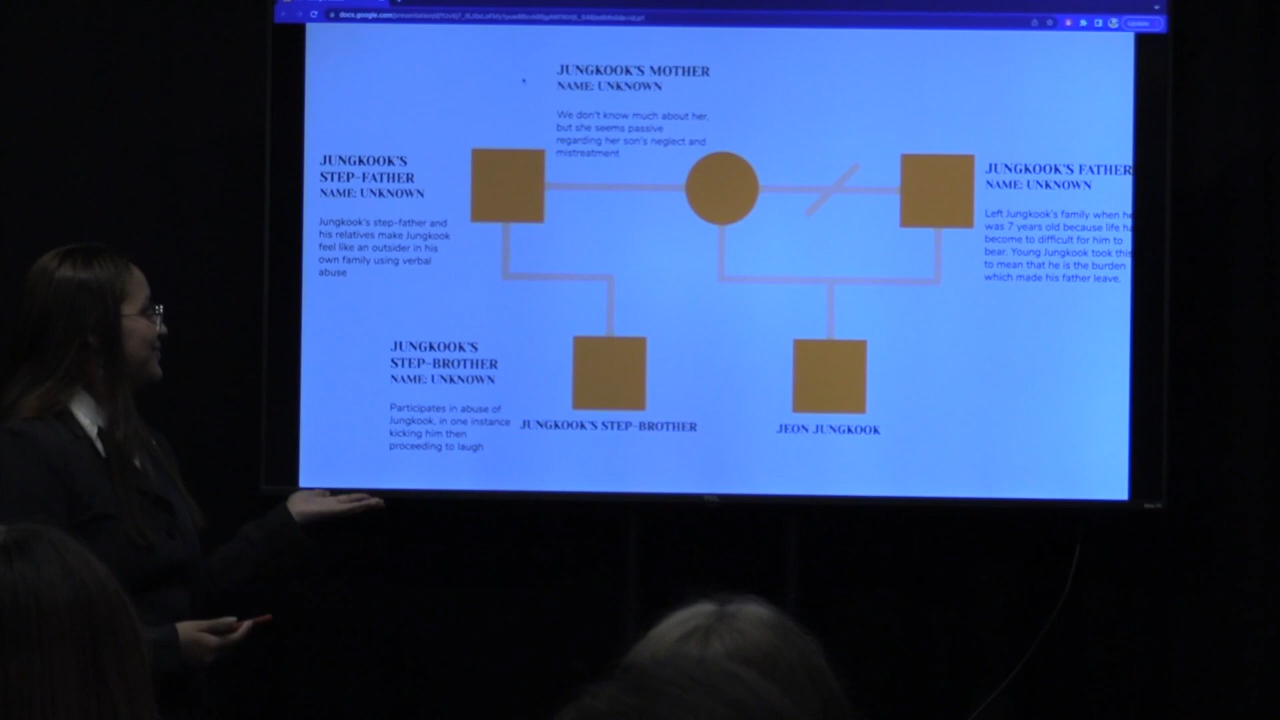 docs.google.com
Update
JUNGKOOK'S MOTHER
NAME: UNKNOWN
We don't know much about her,
but she seems passive
regarding her son's neglect and
mistreatment
JUNGKOOK'S
STEP-FATHER
NAME: UNKNOWN
Jungkook's step-father and
his relatives make Jungkook
feel like an outsider in his
own family using verbal
abuse
JUNGKOOK'S FATHER
NAME: UNKNOWN
Left Jungkook's family when he
was 7 years old because life ha
become to difficult for him to
bear. Young Jungkook took this
to mean that he is the burden
which made his father leave.
JUNGKOOK'S
STEP-BROTHER
NAME: UNKNOWN
Participates in abuse of
Jungkook, in one instance
kicking him then
proceeding to laugh
JUNGKOOK'S STEP-BROTHER
JEON JUNGKOOK
TCL